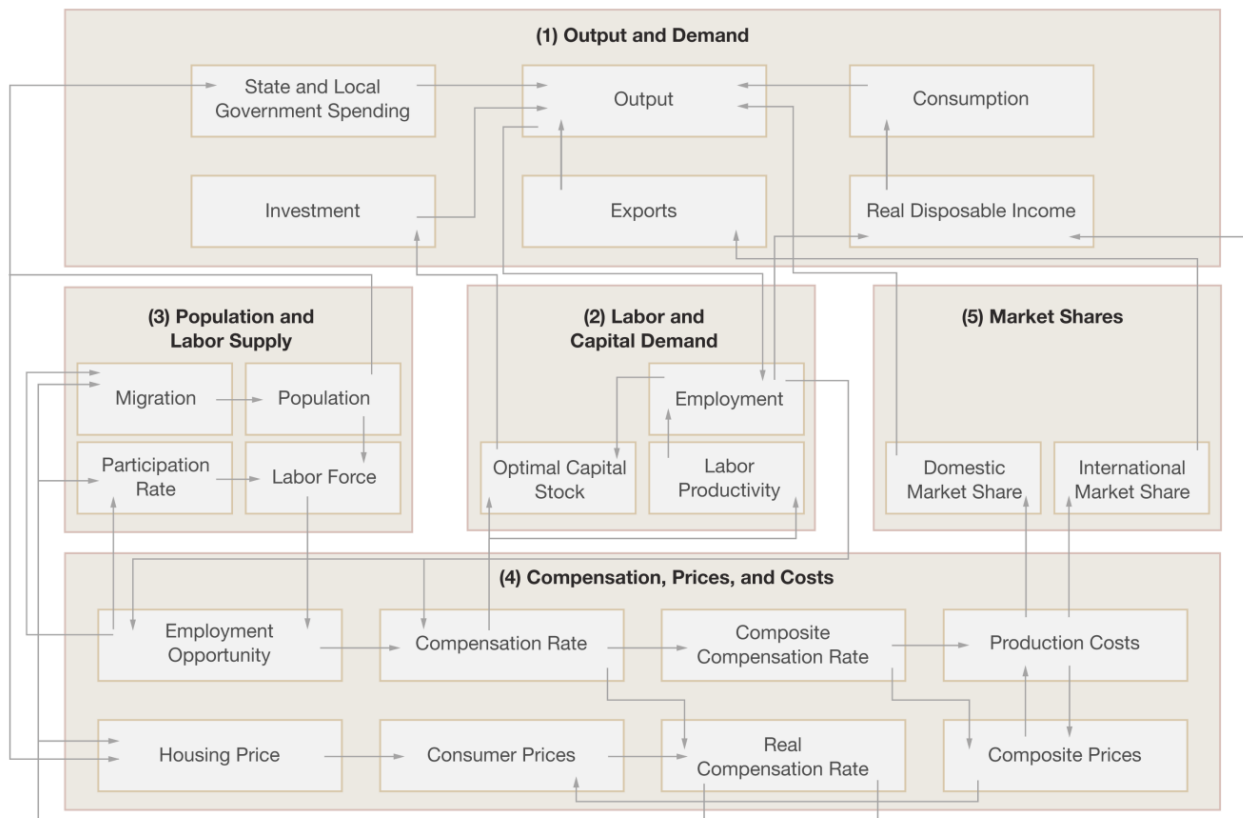 (1) Output and Demand
State and Local
Government Spending
Output
Consumption
Investment
Exports
Real Disposable Income
(3) Population and
Labor Supply
Migration
Population
Participation
Rate
Labor Force
(2) Labor and
Capital Demand
Employment
Optimal Capital
Stock
Labor
Productivity
(5) Market Shares
Domestic
Market Share
International
Market Share
(4) Compensation, Prices, and Costs
Employment
Opportunity
Compensation Rate
Composite
Compensation Rate
Production Costs
Housing Price
Consumer Prices
Real
Compensation Rate
Composite Prices